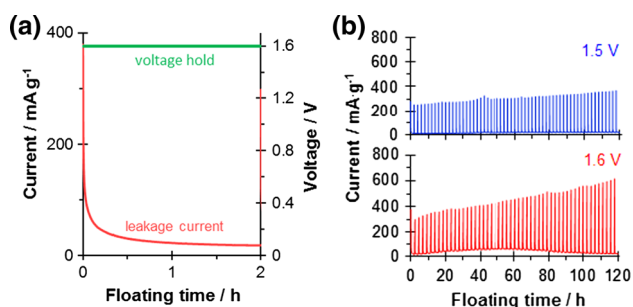 (a)
400
200
0
Current / mA g⁻¹
voltage hold
leakage current
1.6
1.2
0.8
0.4
0
Voltage / V
0 1 2
Floating time / h
(b)
1.5 V
800
600
400
200
0
Current / mA·g⁻¹
1.6 V
800
600
400
200
0
0 20 40 60 80 100 120
Floating time / h